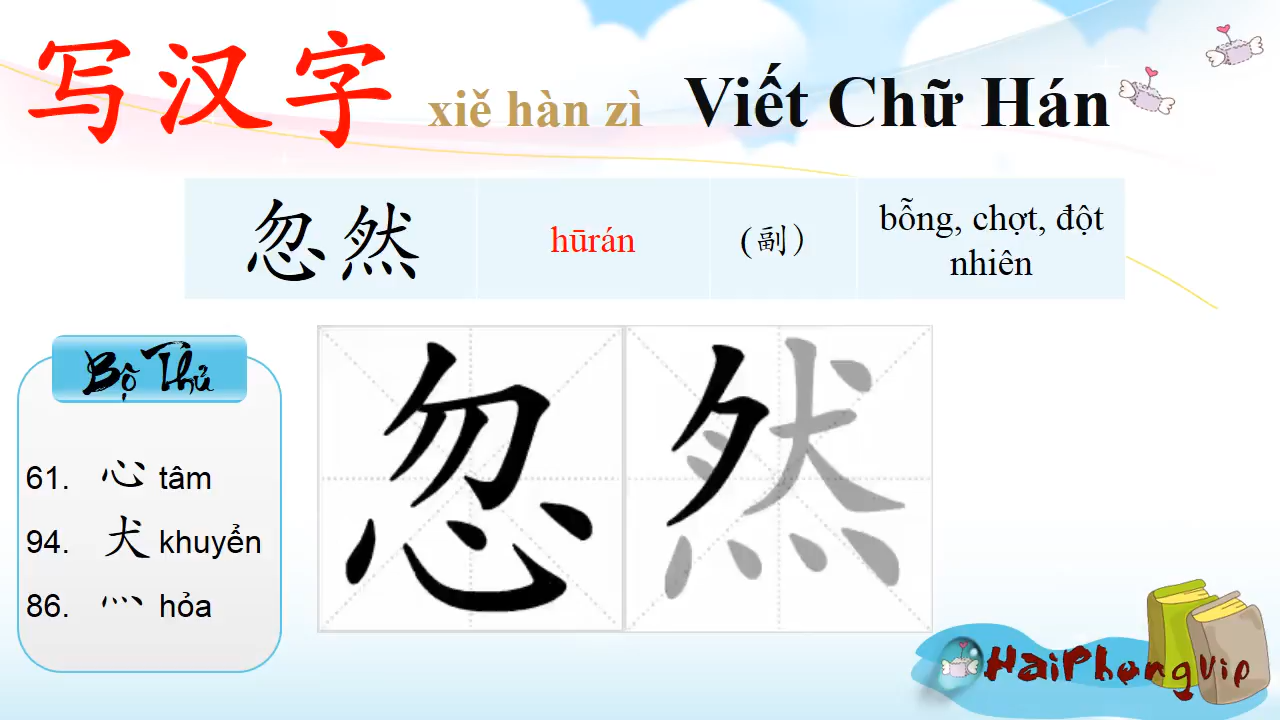 写汉字 xiě hàn zì Viết Chữ Hán
忽然 hūrán (副） bỗng, chợt, đột nhiên
Bộ Thủ
61. 心 tâm
94. 犬 khuyển
86. 灬 hỏa
忽然
HaiPhongVip